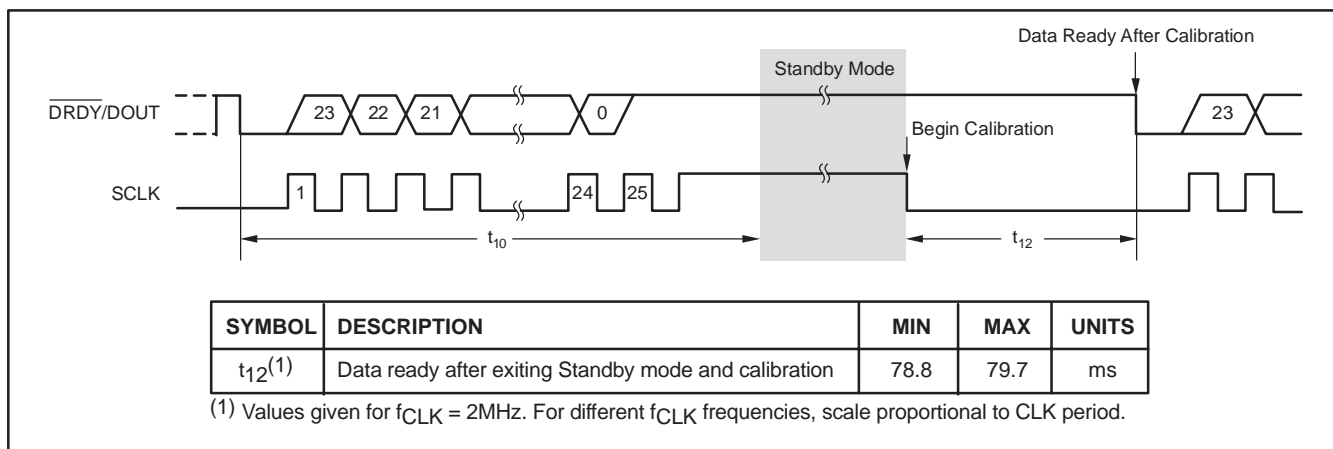 Data Ready After Calibration
Standby Mode
DRDY/DOUT
23 22 21 0 23
Begin Calibration
SCLK
1 24 25
t10
t12
SYMBOL DESCRIPTION MIN MAX UNITS
t12(1) Data ready after exiting Standby mode and calibration 78.8 79.7 ms
(1) Values given for fCLK = 2MHz. For different fCLK frequencies, scale proportional to CLK period.